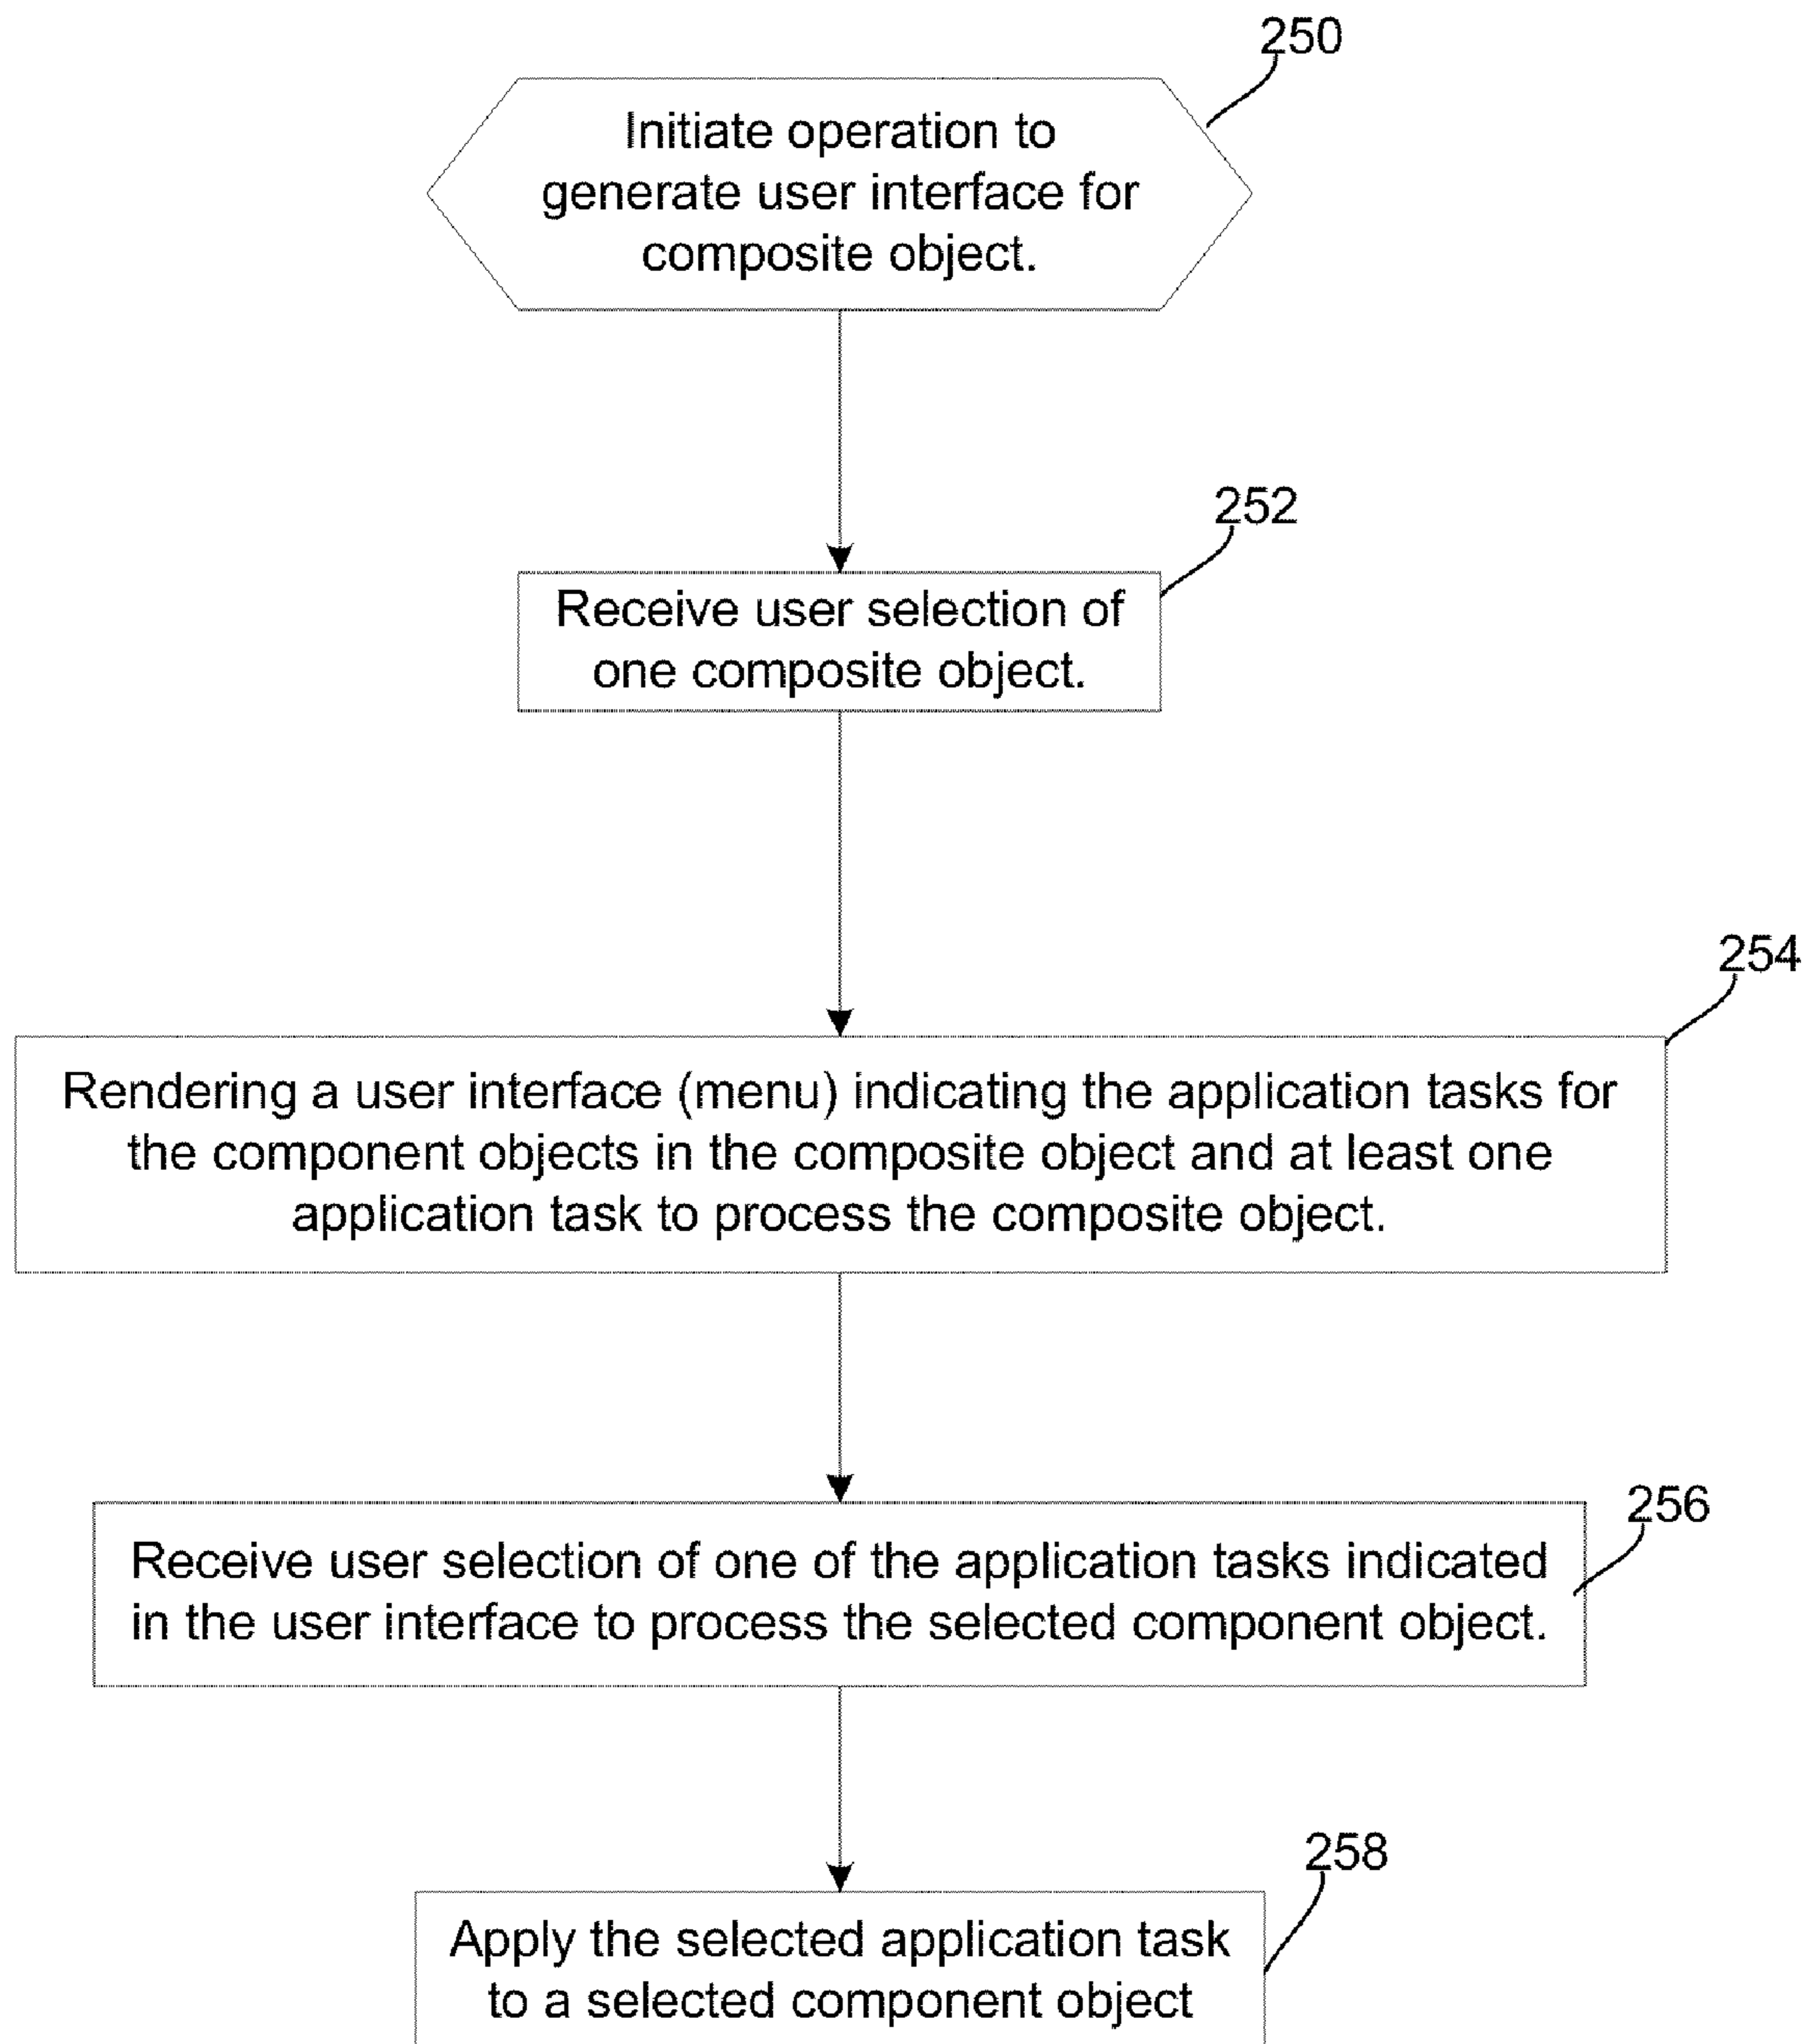 250
Initiate operation to
generate user interface for
composite object.
252
Receive user selection of
one composite object.
254
Rendering a user interface (menu) indicating the application tasks for
the component objects in the composite object and at least one
application task to process the composite object.
256
Receive user selection of one of the application tasks indicated
in the user interface to process the selected component object.
258
Apply the selected application task
to a selected component object